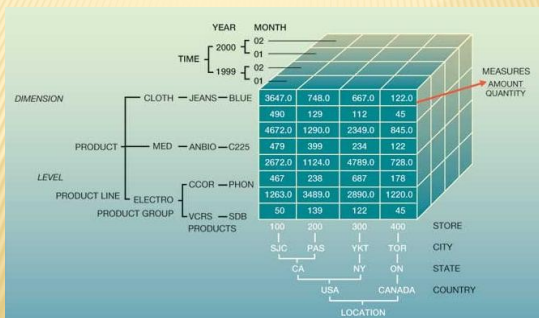 YEAR MONTH
2000 02
01
TIME
1999 02
01
MEASURES
AMOUNT
QUANTITY
DIMENSION
CLOTH JEANS BLUE 3647.0 748.0 667.0 122.0
490 129 112 45
4672.0 1290.0 2349.0 845.0
PRODUCT MED ANBIO C225 479 399 234 122
2672.0 1124.0 4789.0 728.0
LEVEL
CCOR PHON 467 238 687 178
PRODUCT LINE ELECTRO 1263.0 3489.0 2890.0 1220.0
PRODUCT GROUP VCRS SDB 50 139 122 45
PRODUCTS 100 200 300 400 STORE
SJC PAS YKT TOR CITY
CA NY ON STATE
USA CANADA COUNTRY
LOCATION